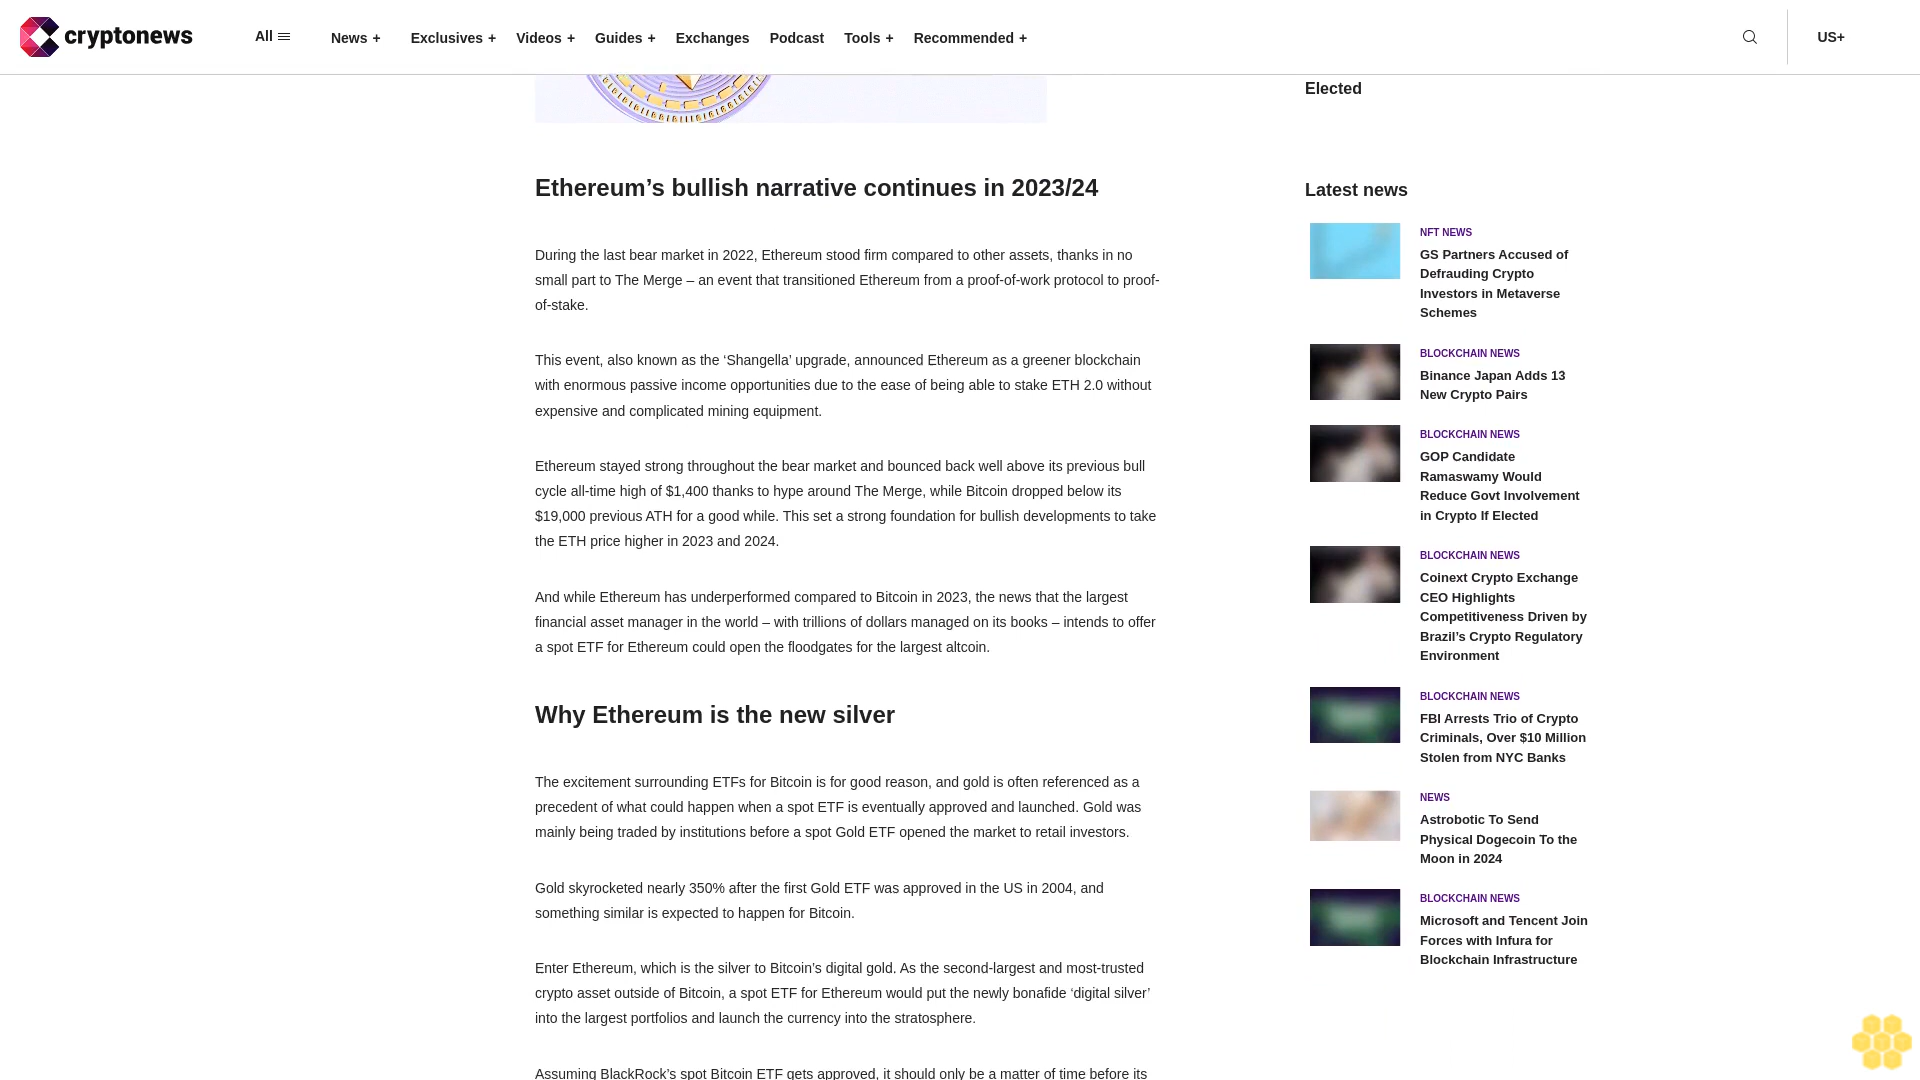 cryptonews
All
News +
Exclusives +
Videos +
Guides +
Exchanges
Podcast
Tools +
Recommended +
US+
Ethereum’s bullish narrative continues in 2023/24
During the last bear market in 2022, Ethereum stood firm compared to other assets, thanks in no
small part to The Merge – an event that transitioned Ethereum from a proof-of-work protocol to proof-
of-stake.
This event, also known as the ‘Shangella’ upgrade, announced Ethereum as a greener blockchain
with enormous passive income opportunities due to the ease of being able to stake ETH 2.0 without
expensive and complicated mining equipment.
Ethereum stayed strong throughout the bear market and bounced back well above its previous bull
cycle all-time high of $1,400 thanks to hype around The Merge, while Bitcoin dropped below its
$19,000 previous ATH for a good while. This set a strong foundation for bullish developments to take
the ETH price higher in 2023 and 2024.
And while Ethereum has underperformed compared to Bitcoin in 2023, the news that the largest
financial asset manager in the world – with trillions of dollars managed on its books – intends to offer
a spot ETF for Ethereum could open the floodgates for the largest altcoin.
Why Ethereum is the new silver
The excitement surrounding ETFs for Bitcoin is for good reason, and gold is often referenced as a
precedent of what could happen when a spot ETF is eventually approved and launched. Gold was
mainly being traded by institutions before a spot Gold ETF opened the market to retail investors.
Gold skyrocketed nearly 350% after the first Gold ETF was approved in the US in 2004, and
something similar is expected to happen for Bitcoin.
Enter Ethereum, which is the silver to Bitcoin’s digital gold. As the second-largest and most-trusted
crypto asset outside of Bitcoin, a spot ETF for Ethereum would put the newly bonafide ‘digital silver’
into the largest portfolios and launch the currency into the stratosphere.
Assuming BlackRock’s spot Bitcoin ETF gets approved, it should only be a matter of time before its
Elected
Latest news
NFT NEWS
GS Partners Accused of
Defrauding Crypto
Investors in Metaverse
Schemes
BLOCKCHAIN NEWS
Binance Japan Adds 13
New Crypto Pairs
BLOCKCHAIN NEWS
GOP Candidate
Ramaswamy Would
Reduce Govt Involvement
in Crypto If Elected
BLOCKCHAIN NEWS
Coinext Crypto Exchange
CEO Highlights
Competitiveness Driven by
Brazil’s Crypto Regulatory
Environment
BLOCKCHAIN NEWS
FBI Arrests Trio of Crypto
Criminals, Over $10 Million
Stolen from NYC Banks
NEWS
Astrobotic To Send
Physical Dogecoin To the
Moon in 2024
BLOCKCHAIN NEWS
Microsoft and Tencent Join
Forces with Infura for
Blockchain Infrastructure